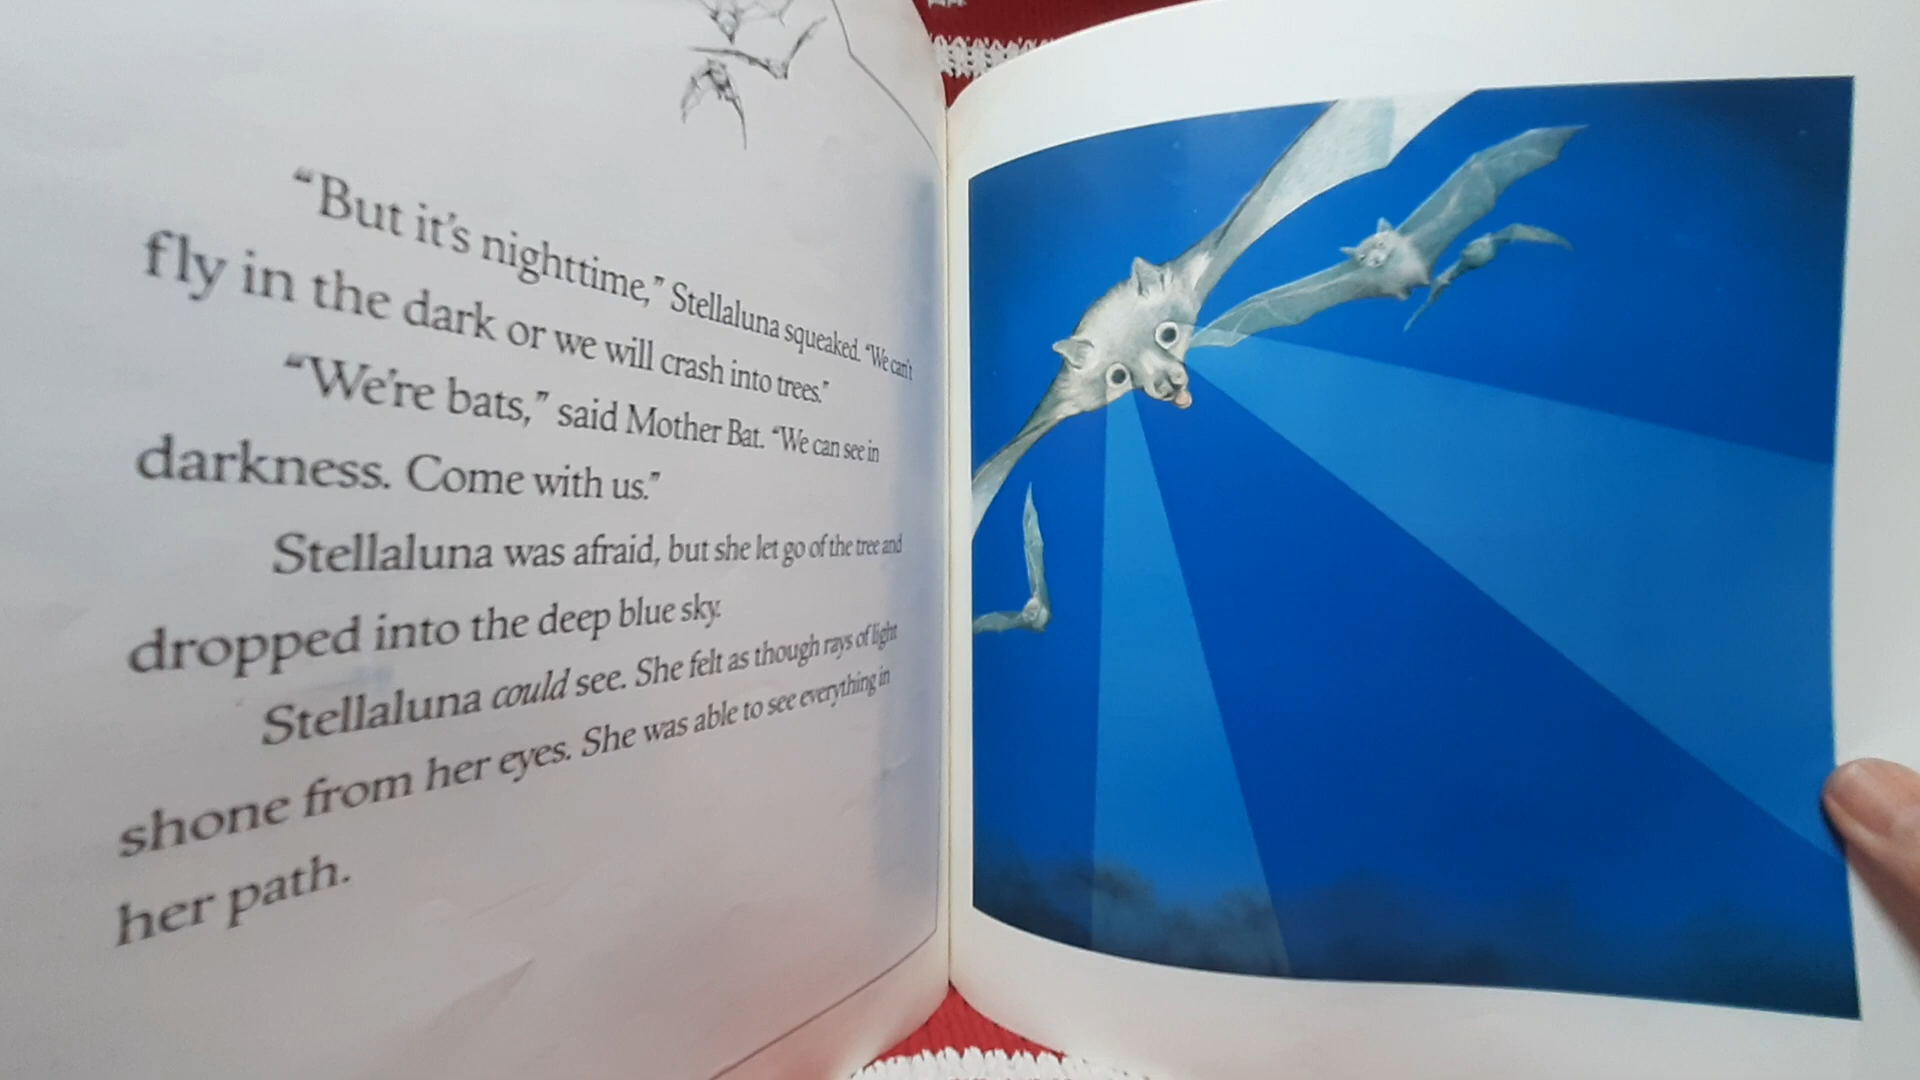 “But it’s nighttime,” Stellaluna squeaked. “We can’t
fly in the dark or we will crash into trees.”
“We’re bats,” said Mother Bat. “We can see in
darkness. Come with us.”
Stellaluna was afraid, but she let go of the tree and
dropped into the deep blue sky.
Stellaluna could see. She felt as though rays of light
shone from her eyes. She was able to see everything in
her path.